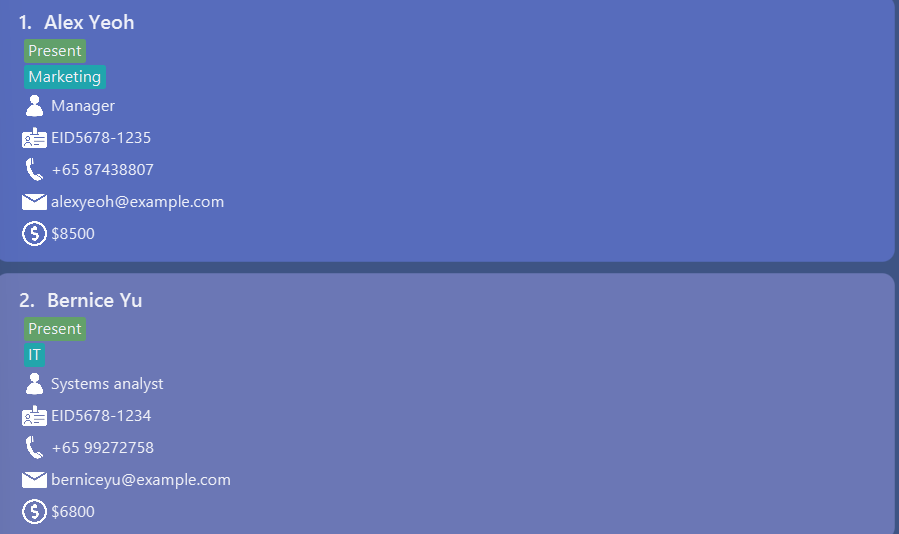 1. Alex Yeoh
Present
Marketing
Manager
EID5678-1235
+65 87438807
alexyeoh@example.com
$8500
2. Bernice Yu
Present
IT
Systems analyst
EID5678-1234
+65 99272758
berniceyu@example.com
$6800